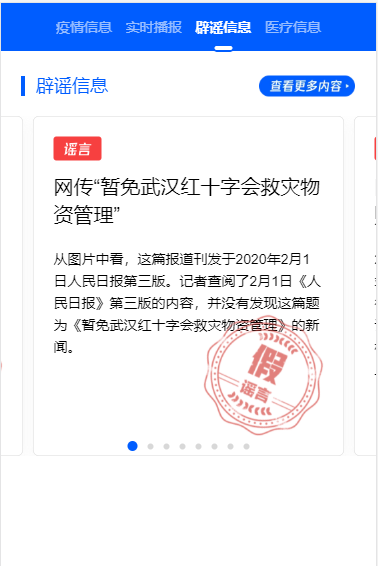 疫情信息 实时播报 辟谣信息 医疗信息
辟谣信息
查看更多内容
谣言
网传“暂免武汉红十字会救灾物
资管理”
从图片中看，这篇报道刊发于2020年2月1
日人民日报第三版。记者查阅了2月1日《人
民日报》第三版的内容，并没有发现这篇题
为《暂免武汉红十字会救灾物资管理》的新
闻。
假
谣言